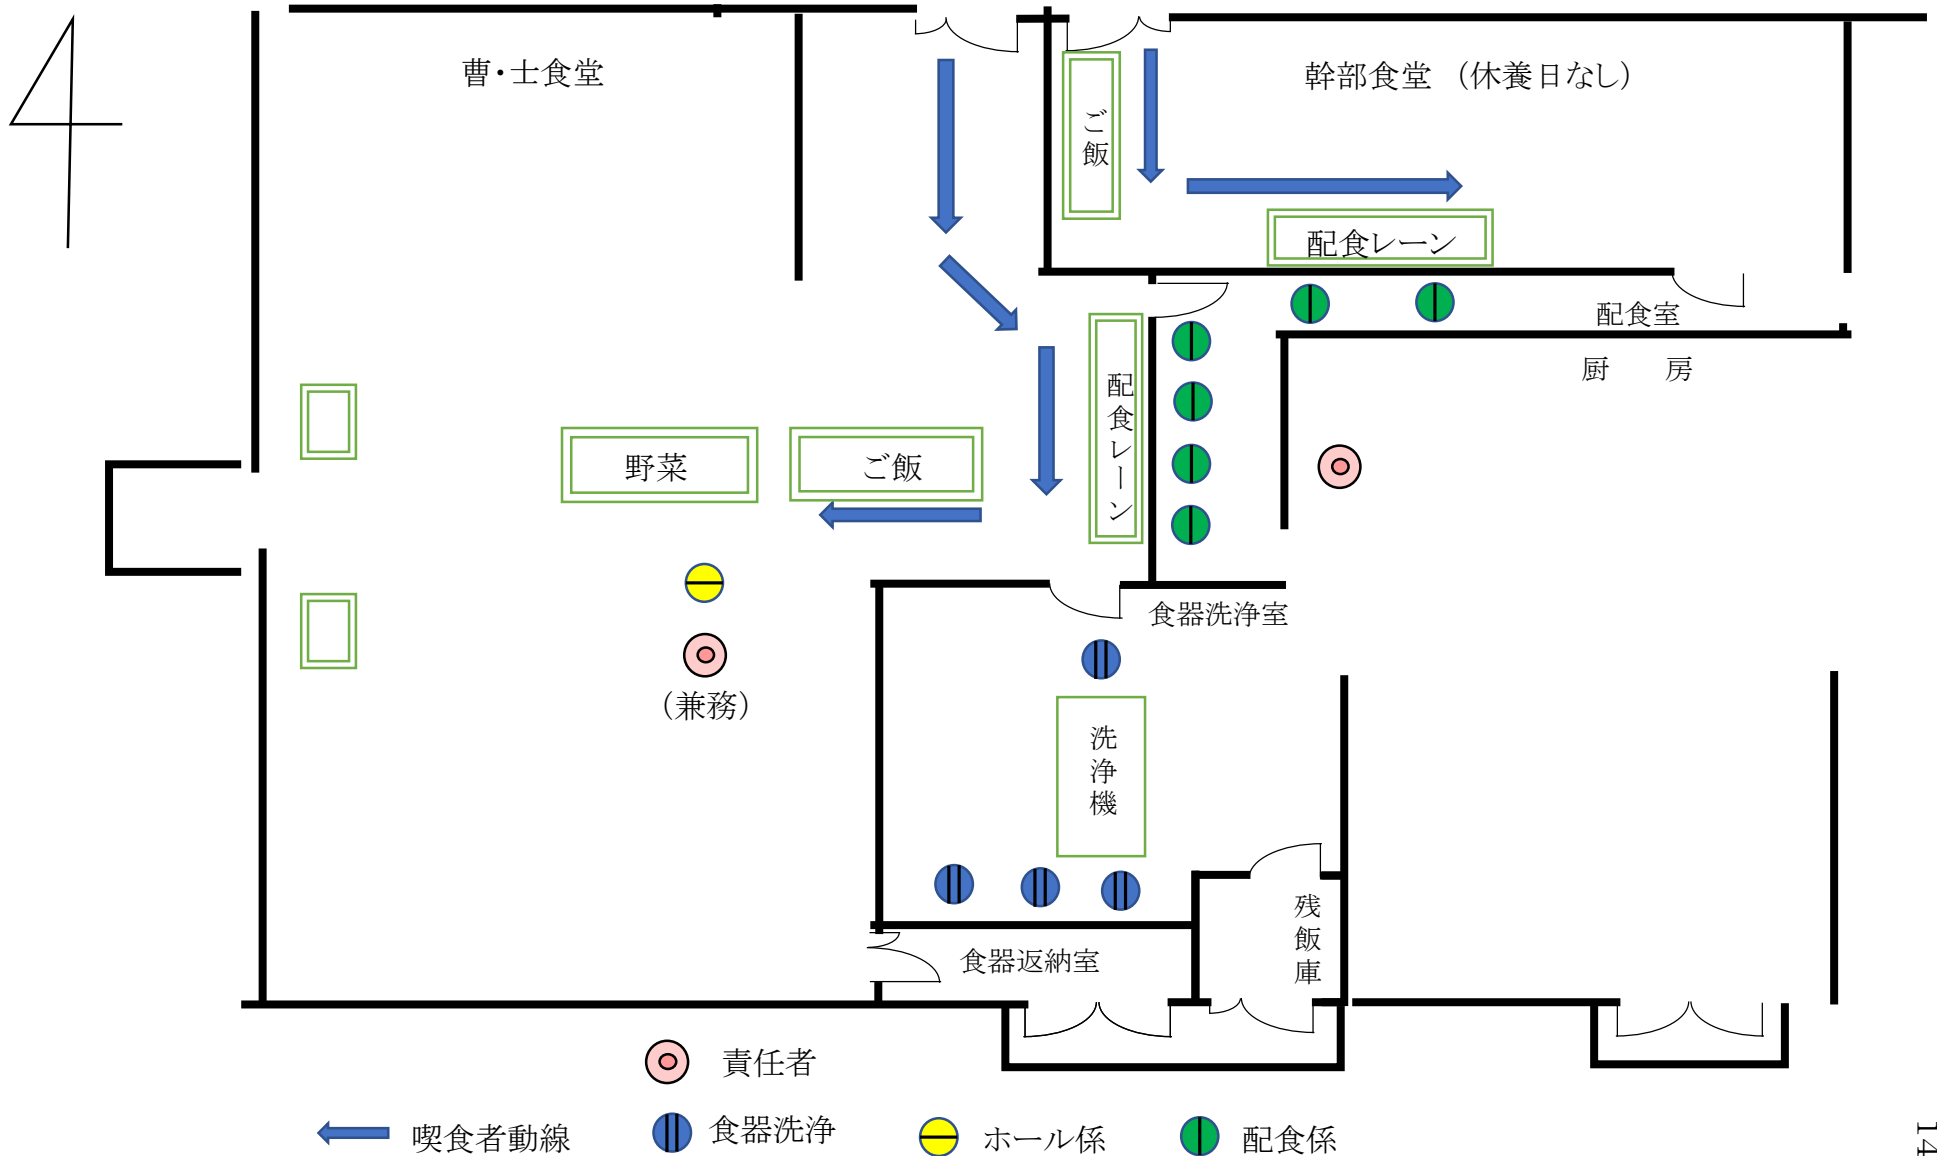 曹・士食堂
幹部食堂（休養日なし）
ご飯
配食レーン
配食室
厨　房
配食レーン
野菜
ご飯
食器洗浄室
（兼務）
洗浄機
残飯庫
食器返納室
責任者
喫食者動線
食器洗浄
ホール係
配食係
14